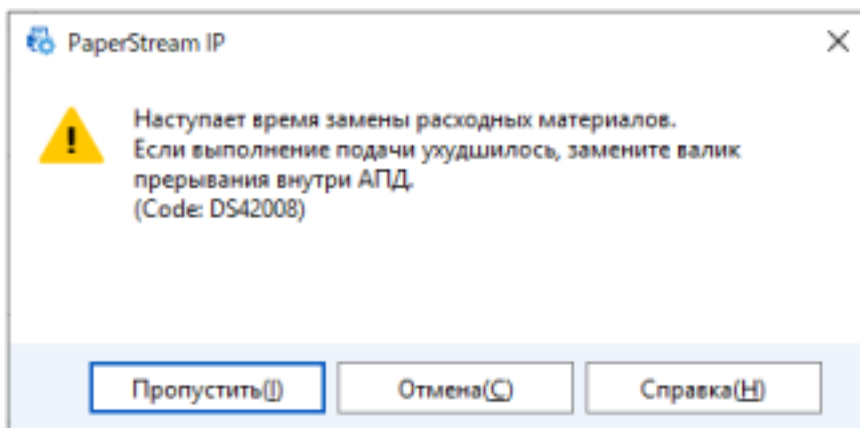 PaperStream IP
Наступает время замены расходных материалов.
Если выполнение подачи ухудшилось, замените валик
прерывания внутри АПД.
(Code: DS42008)
Пропустить(I) Отмена(C) Справка(H)